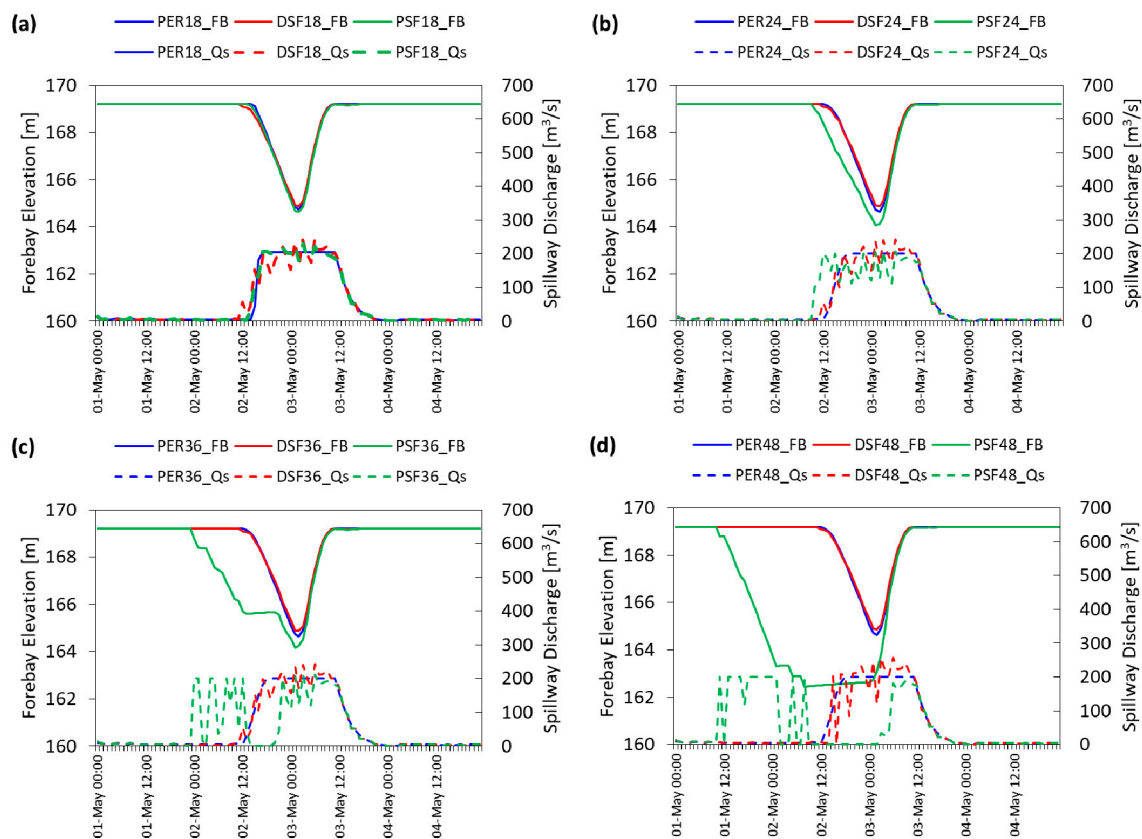 (a)
PER18_FB DSF18_FB PSF18_FB
PER18_Qs DSF18_Qs PSF18_Qs
Forebay Elevation [m]
170
168
166
164
162
160
700
600
500
400
300
200
100
0
Spillway Discharge [m³/s]
01-May 00:00
01-May 12:00
02-May 00:00
02-May 12:00
03-May 00:00
03-May 12:00
04-May 00:00
04-May 12:00
(b)
PER24_FB DSF24_FB PSF24_FB
PER24_Qs DSF24_Qs PSF24_Qs
Forebay Elevation [m]
170
168
166
164
162
160
700
600
500
400
300
200
100
0
Spillway Discharge [m³/s]
01-May 00:00
01-May 12:00
02-May 00:00
02-May 12:00
03-May 00:00
03-May 12:00
04-May 00:00
04-May 12:00
(c)
PER36_FB DSF36_FB PSF36_FB
PER36_Qs DSF36_Qs PSF36_Qs
Forebay Elevation [m]
170
168
166
164
162
160
700
600
500
400
300
200
100
0
Spillway Discharge [m³/s]
01-May 00:00
01-May 12:00
02-May 00:00
02-May 12:00
03-May 00:00
03-May 12:00
04-May 00:00
04-May 12:00
(d)
PER48_FB DSF48_FB PSF48_FB
PER48_Qs DSF48_Qs PSF48_Qs
Forebay Elevation [m]
170
168
166
164
162
160
700
600
500
400
300
200
100
0
Spillway Discharge [m³/s]
01-May 00:00
01-May 12:00
02-May 00:00
02-May 12:00
03-May 00:00
03-May 12:00
04-May 00:00
04-May 12:00